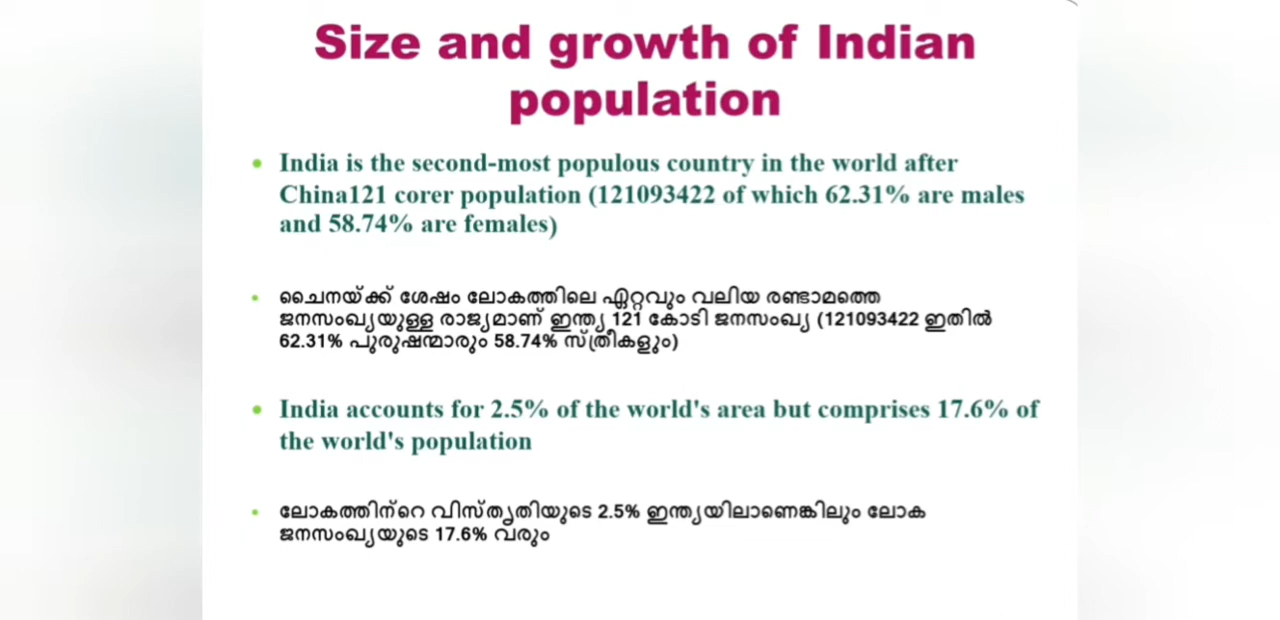 Size and growth of Indian
population
• India is the second-most populous country in the world after
China121 corer population (121093422 of which 62.31% are males
and 58.74% are females)
• ചൈനയ്ക്ക് ശേഷം ലോകത്തിലെ ഏറ്റവും വലിയ രണ്ടാമത്തെ
ജനസംഖ്യയുള്ള രാജ്യമാണ് ഇന്ത്യ 121 കോടി ജനസംഖ്യ (121093422 ഇതിൽ
62.31% പുരുഷന്മാരും 58.74% സ്ത്രീകളും)
• India accounts for 2.5% of the world's area but comprises 17.6% of
the world's population
• ലോകത്തിന്റെ വിസ്തൃതിയുടെ 2.5% ഇന്ത്യയിലാണെങ്കിലും ലോക
ജനസംഖ്യയുടെ 17.6% വരും